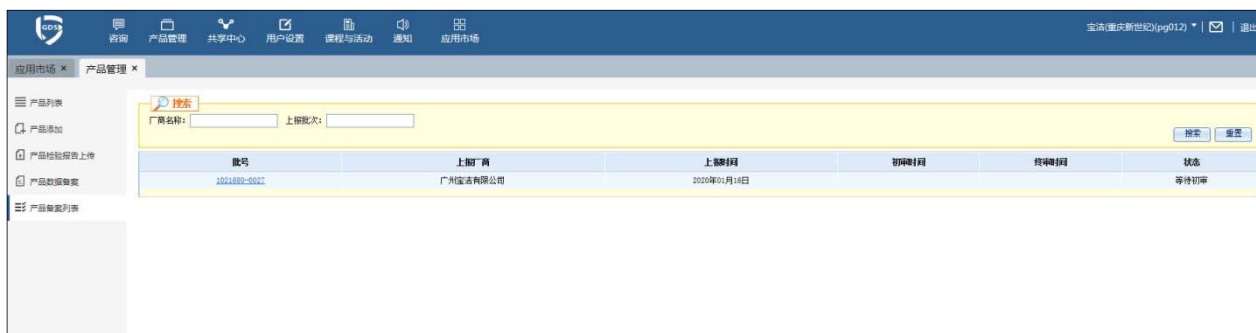 GDS
咨询 产品管理 共享中心 用户设置 课程与活动 通知 应用市场
宝洁(重庆新世纪)(pg012) | | 退出
应用市场 × 产品管理 ×
产品列表
产品添加
产品检验报告上传
产品数据备案
产品备案列表
搜索
厂商名称: 上报批次:
搜索 重置
批号 上报厂商 上报时间 初审时间 终审时间 状态
1021680-0027 广州宝洁有限公司 2020年01月16日 等待初审